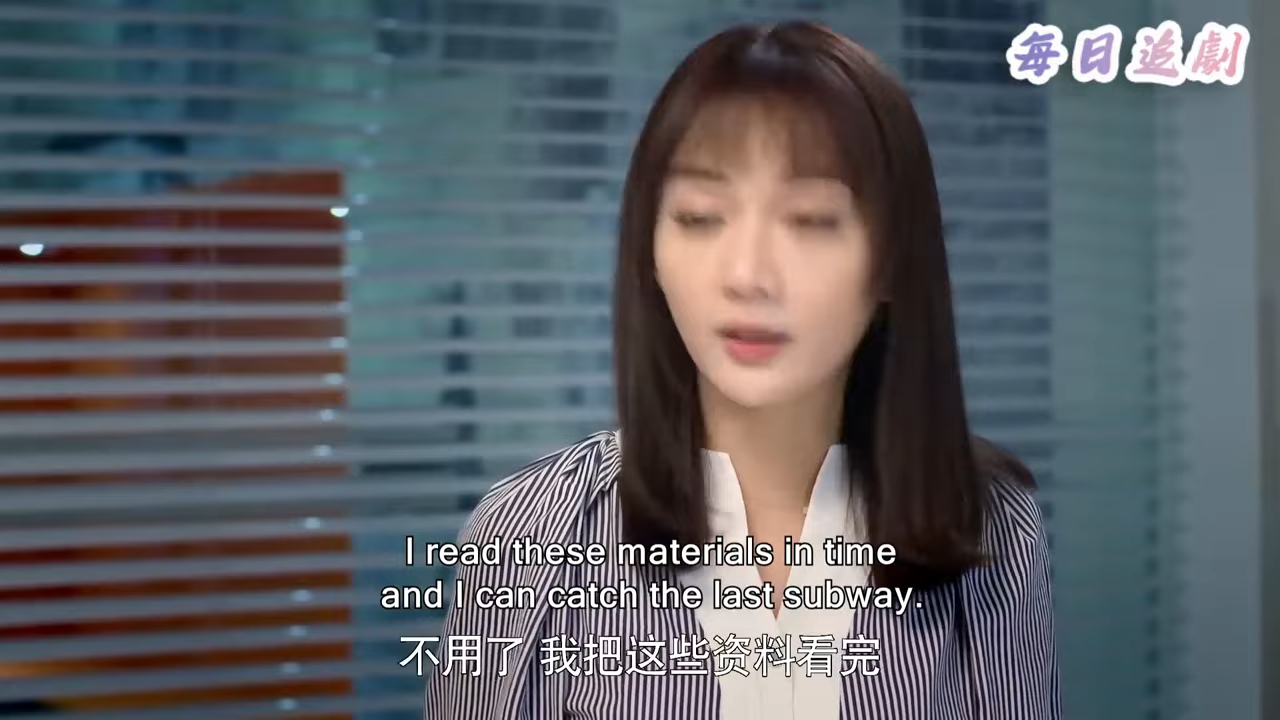 每日追劇
I read these materials in time
and I can catch the last subway.
不用了 我把这些资料看完